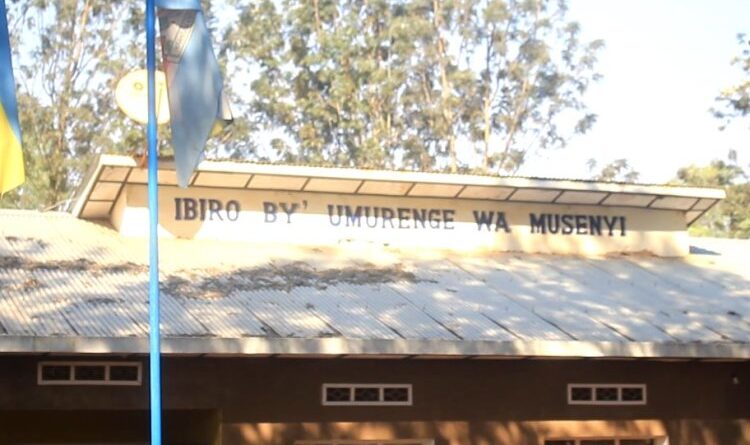 IBIRO BY' UMURENGE WA MUSENYI